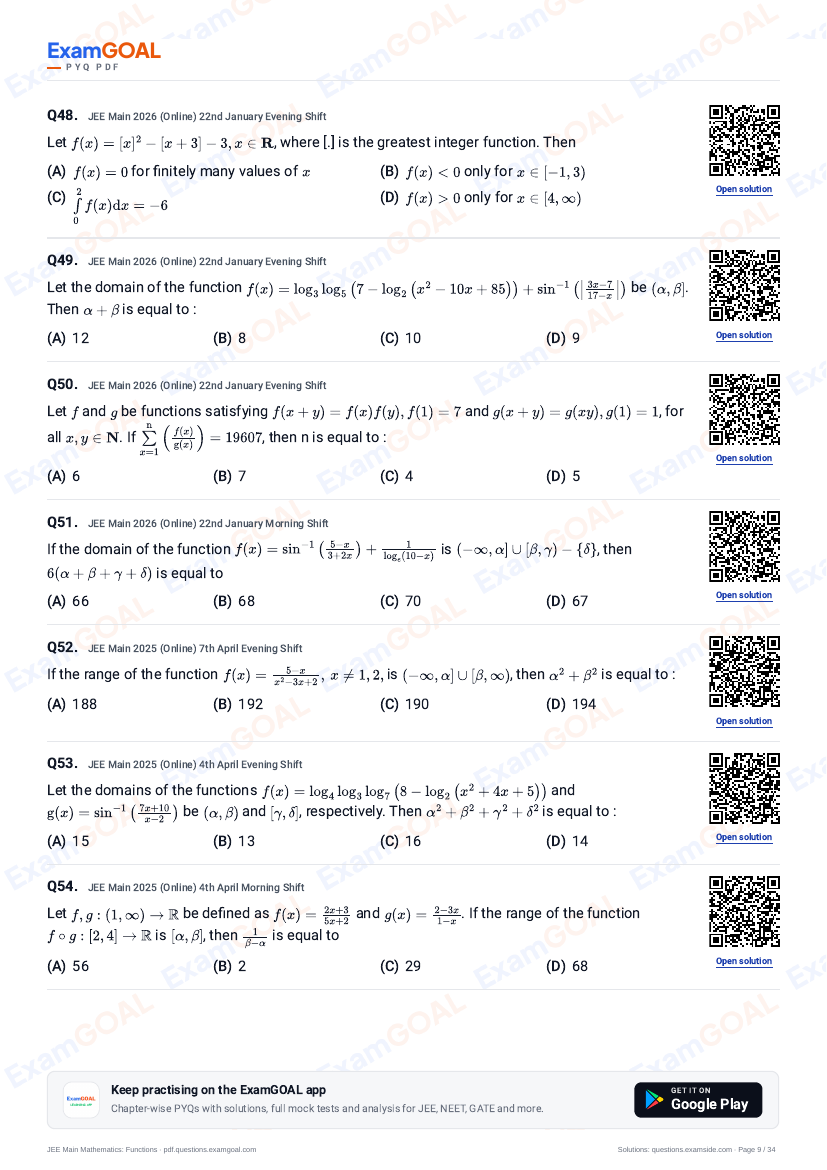 ExamGOAL
PYQ PDF
Q48. JEE Main 2026 (Online) 22nd January Evening Shift
Let f(x) = [x]² − [x + 3] − 3, x ∈ R, where [.] is the greatest integer function. Then
(A) f(x) = 0 for finitely many values of x (B) f(x) < 0 only for x ∈ [−1, 3)
(C) ∫₀² f(x)dx = −6 (D) f(x) > 0 only for x ∈ [4, ∞)
Open solution
Q49. JEE Main 2026 (Online) 22nd January Evening Shift
Let the domain of the function f(x) = log₃ log₅ (7 − log₂ (x² − 10x + 85)) + sin⁻¹ (|(3x−7)/(17−x)|) be (α, β].
Then α + β is equal to :
(A) 12 (B) 8 (C) 10 (D) 9
Open solution
Q50. JEE Main 2026 (Online) 22nd January Evening Shift
Let f and g be functions satisfying f(x + y) = f(x)f(y), f(1) = 7 and g(x + y) = g(xy), g(1) = 1, for
all x, y ∈ N. If ∑ₓ₌₁ⁿ (f(x)/g(x)) = 19607, then n is equal to :
(A) 6 (B) 7 (C) 4 (D) 5
Open solution
Q51. JEE Main 2026 (Online) 22nd January Morning Shift
If the domain of the function f(x) = sin⁻¹ ((5−x)/(3+2x)) + 1/(logₑ(10−x)) is (−∞, α] ∪ [β, γ) − {δ}, then
6(α + β + γ + δ) is equal to
(A) 66 (B) 68 (C) 70 (D) 67
Open solution
Q52. JEE Main 2025 (Online) 7th April Evening Shift
If the range of the function f(x) = (5−x)/(x²−3x+2), x ≠ 1, 2, is (−∞, α] ∪ [β, ∞), then α² + β² is equal to :
(A) 188 (B) 192 (C) 190 (D) 194
Open solution
Q53. JEE Main 2025 (Online) 4th April Evening Shift
Let the domains of the functions f(x) = log₄ log₃ log₇ (8 − log₂ (x² + 4x + 5)) and
g(x) = sin⁻¹ ((7x+10)/(x−2)) be (α, β) and [γ, δ], respectively. Then α² + β² + γ² + δ² is equal to :
(A) 15 (B) 13 (C) 16 (D) 14
Open solution
Q54. JEE Main 2025 (Online) 4th April Morning Shift
Let f, g : (1, ∞) → ℝ be defined as f(x) = (2x+3)/(5x+2) and g(x) = (2−3x)/(1−x). If the range of the function
f ∘ g : [2, 4] → ℝ is [α, β], then 1/(β−α) is equal to
(A) 56 (B) 2 (C) 29 (D) 68
Open solution
ExamGOAL
Keep practising on the ExamGOAL app
Chapter-wise PYQs with solutions, full mock tests and analysis for JEE, NEET, GATE and more.
GET IT ON
Google Play
JEE Main Mathematics: Functions · pdf.questions.examgoal.com Solutions: questions.examside.com · Page 9 / 34